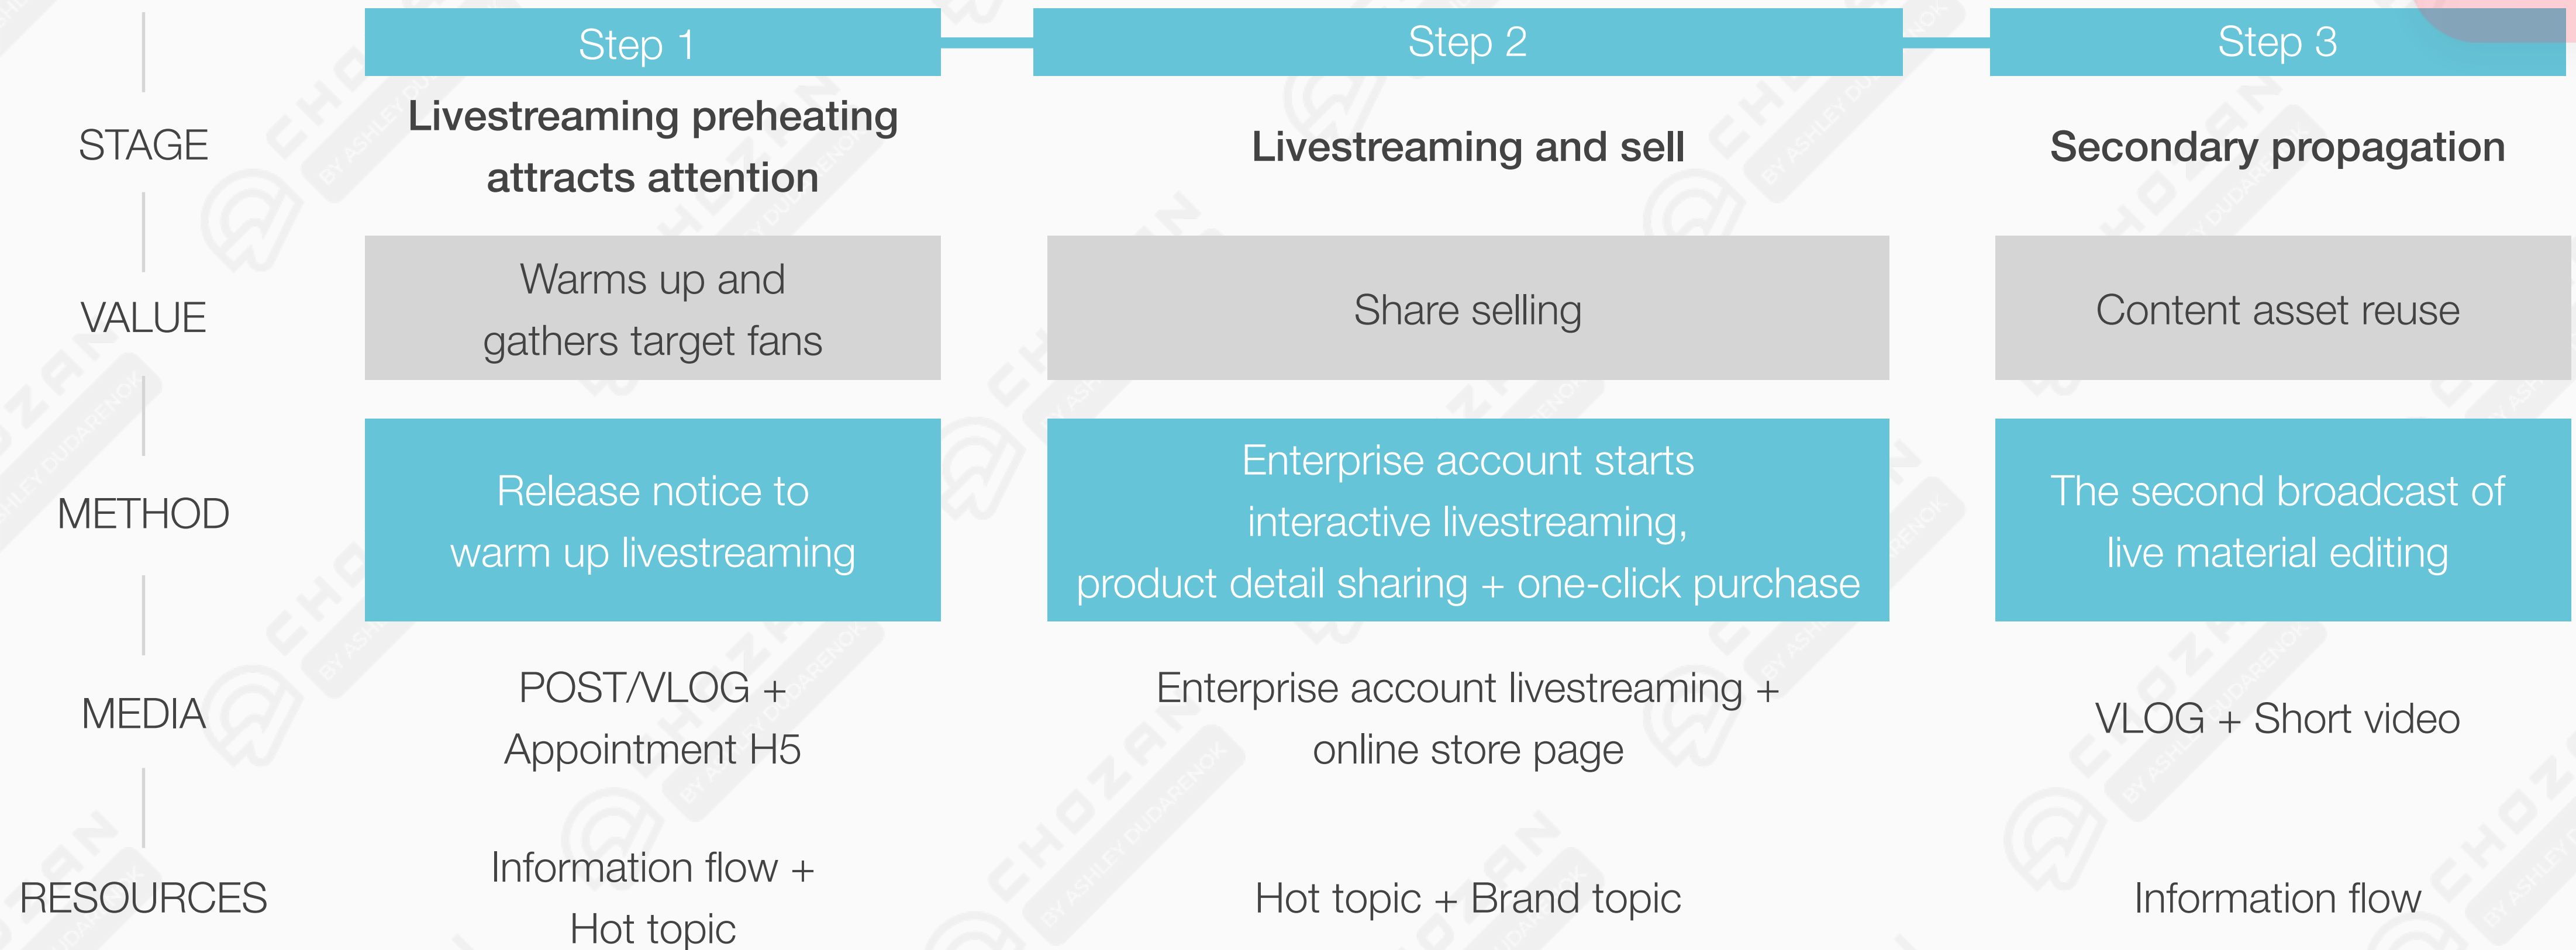 Step 1
Step 2
Step 3
STAGE
Livestreaming preheating
attracts attention
Livestreaming and sell
Secondary propagation
VALUE
Warms up and
gathers target fans
Share selling
Content asset reuse
METHOD
Release notice to
warm up livestreaming
Enterprise account starts
interactive livestreaming,
product detail sharing + one-click purchase
The second broadcast of
live material editing
MEDIA
POST/VLOG +
Appointment H5
Enterprise account livestreaming +
online store page
VLOG + Short video
RESOURCES
Information flow +
Hot topic
Hot topic + Brand topic
Information flow
CHOZAN
BY ASHLEY DUDARENOK